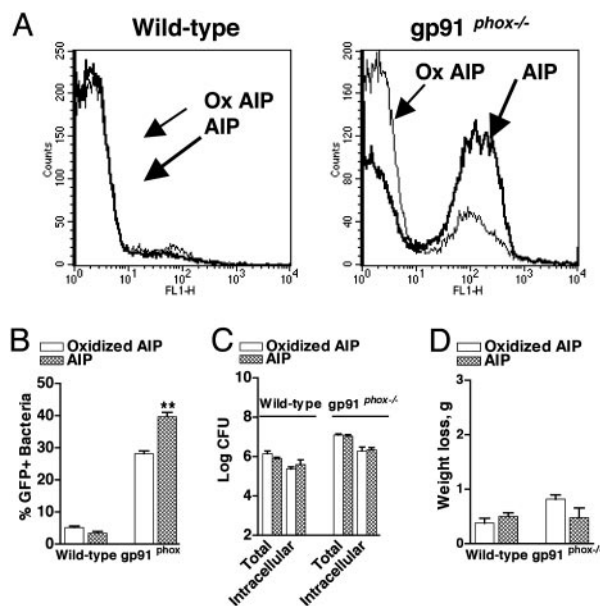 A
Wild-type
gp91 phox-/-
Counts
0 50 100 150 200 250
Ox AIP
AIP
10^0 10^1 10^2 10^3 10^4
FL1-H
Counts
0 40 80 120 160 200
Ox AIP
AIP
10^0 10^1 10^2 10^3 10^4
FL1-H
B
Oxidized AIP
AIP
% GFP+ Bacteria
50
40
30
20
10
0
**
Wild-type gp91 phox
C
Oxidized AIP
AIP
Log CFU
10
8
6
4
2
Wild-type gp91 phox-/-
Total
Intracellular
Total
Intracellular
D
Oxidized AIP
AIP
Weight loss, g
3
2
1
0
Wild-type gp91 phox-/-